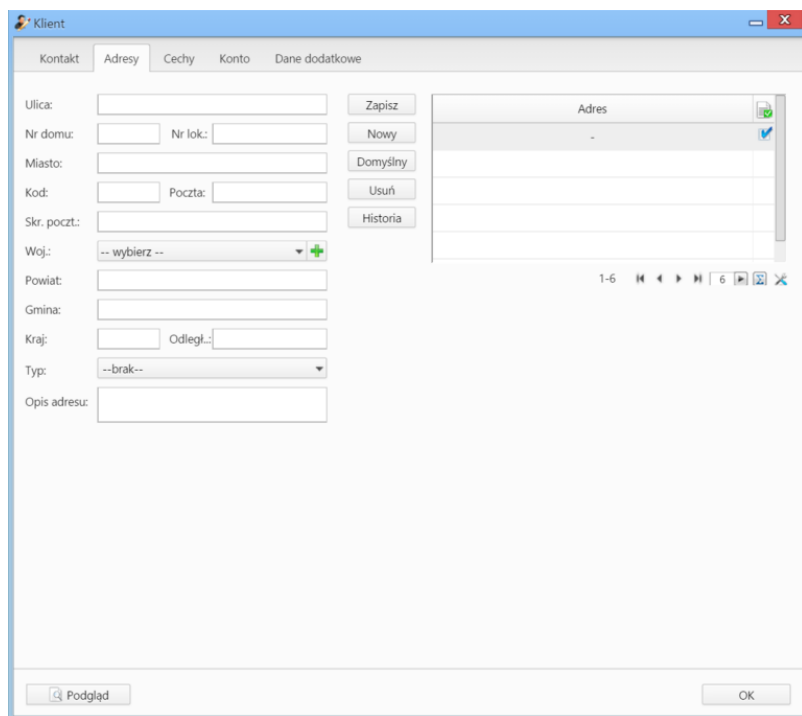 Klient
Kontakt Adresy Cechy Konto Dane dodatkowe
Ulica: Zapisz Adres
Nr domu: Nr lok.: Nowy -
Miasto: Domyślny
Kod: Poczta: Usuń
Skr. poczt.: Historia
Woj.: -- wybierz --
Powiat: 1-6 6
Gmina:
Kraj: Odległ..:
Typ: --brak--
Opis adresu:
Podgląd OK